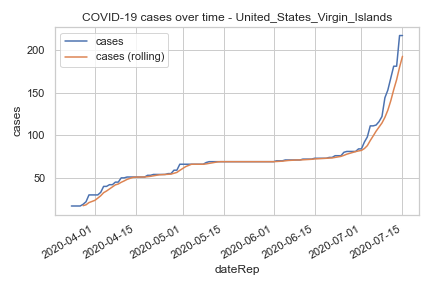 COVID-19 cases over time - United_States_Virgin_Islands
cases
cases (rolling)
cases
200
150
100
50
2020-04-01
2020-04-15
2020-05-01
2020-05-15
2020-06-01
2020-06-15
2020-07-01
2020-07-15
dateRep